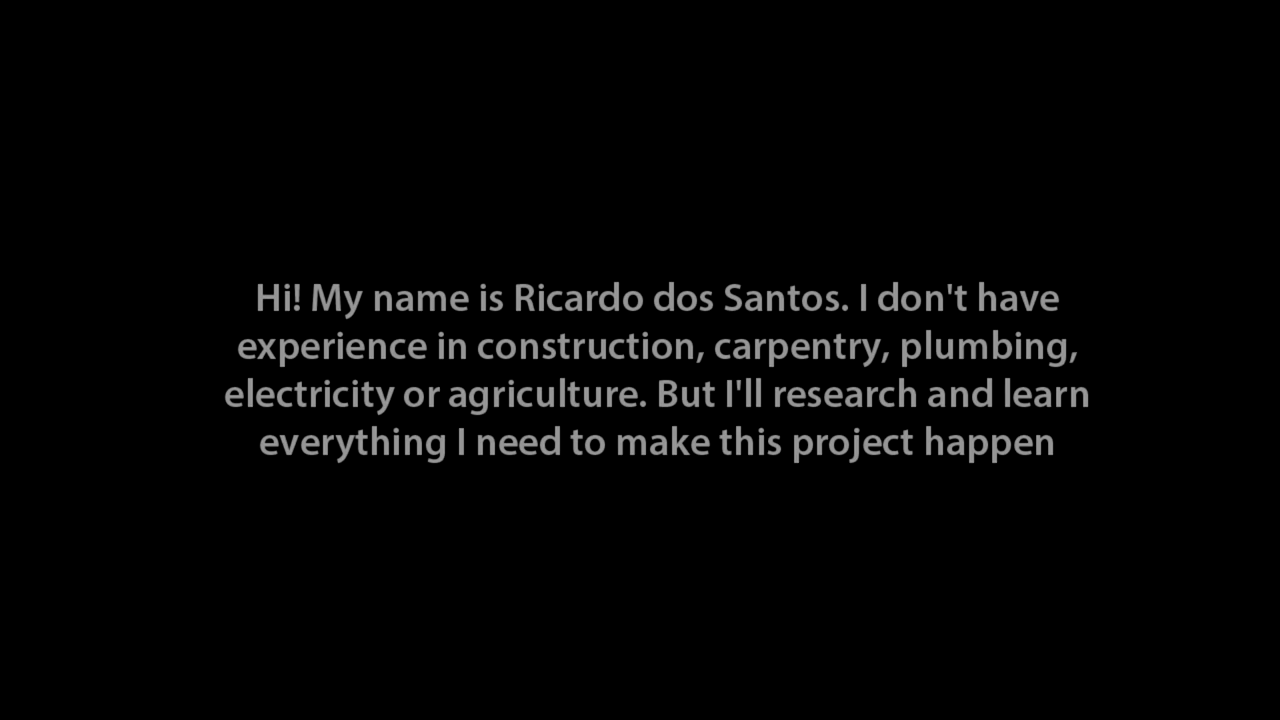 Hi! My name is Ricardo dos Santos. I don't have
experience in construction, carpentry, plumbing,
electricity or agriculture. But I'll research and learn
everything I need to make this project happen